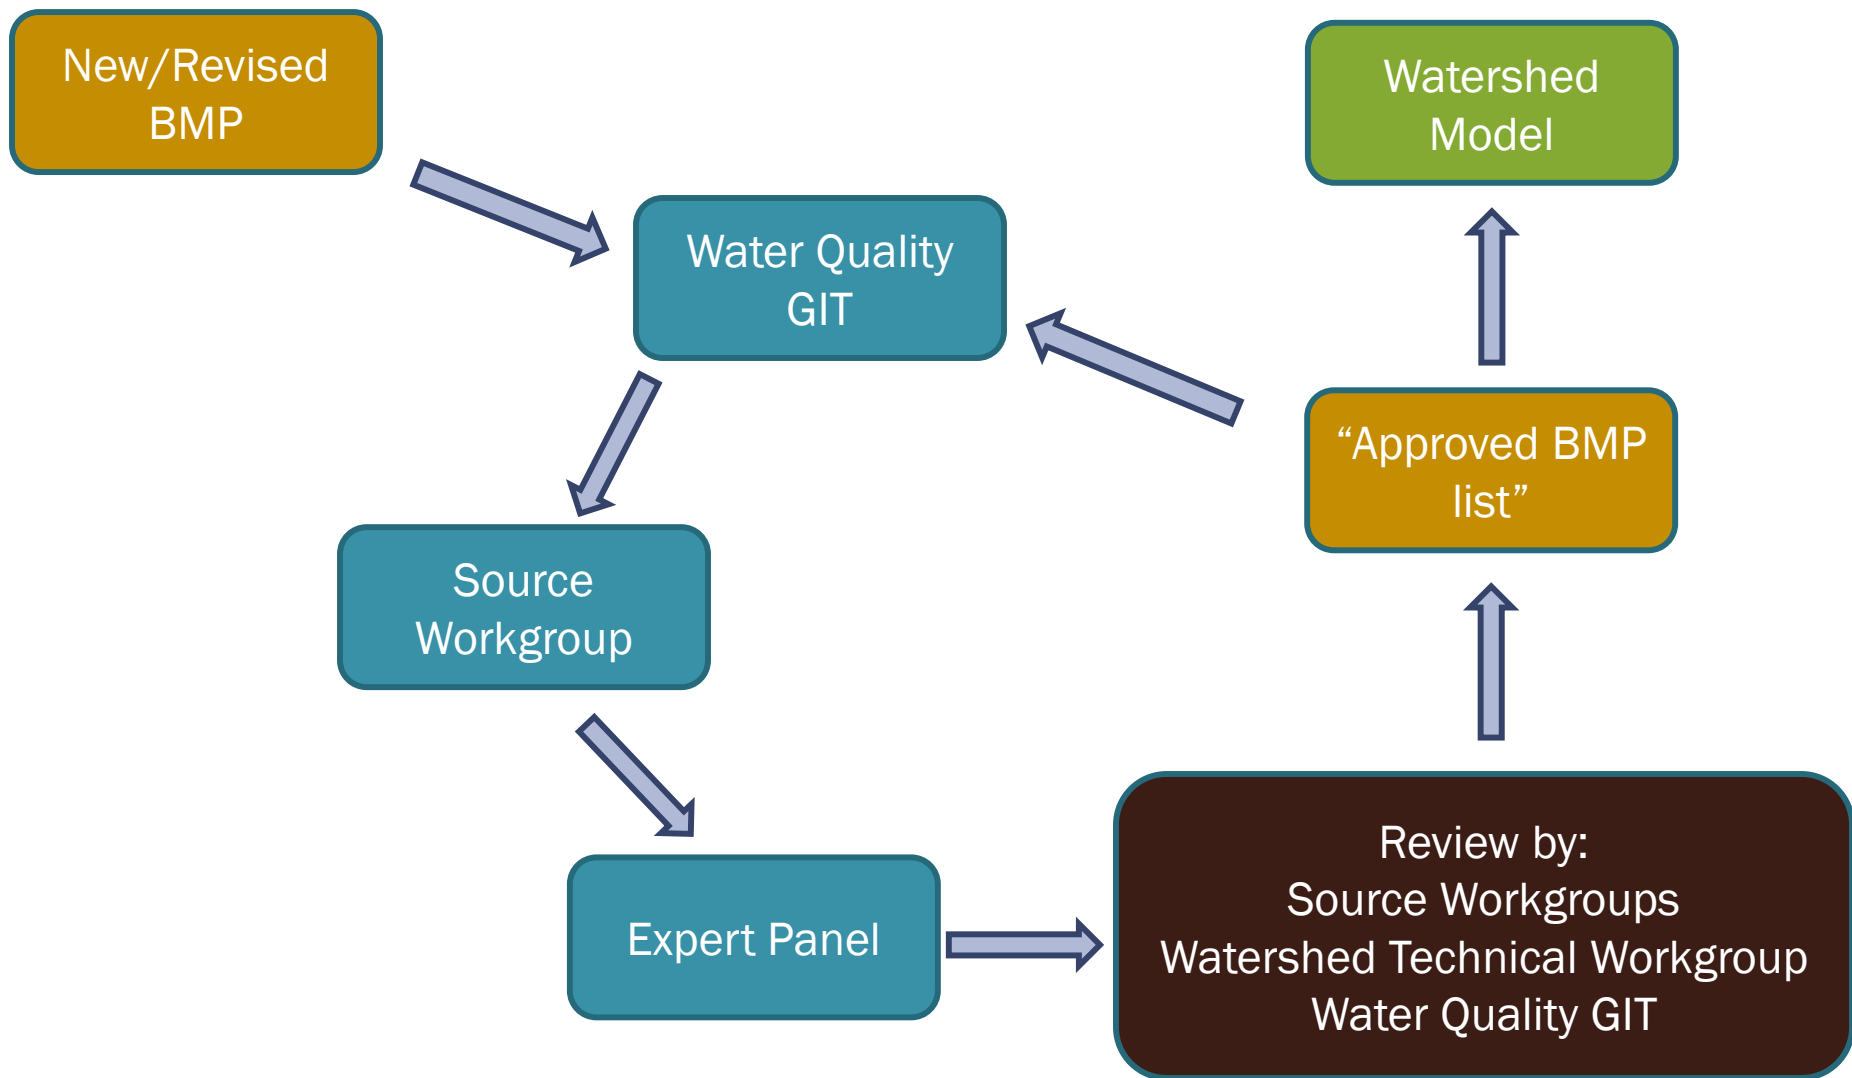 New/Revised
BMP
Watershed
Model
Water Quality
GIT
“Approved BMP
list”
Source
Workgroup
Expert Panel
Review by:
Source Workgroups
Watershed Technical Workgroup
Water Quality GIT